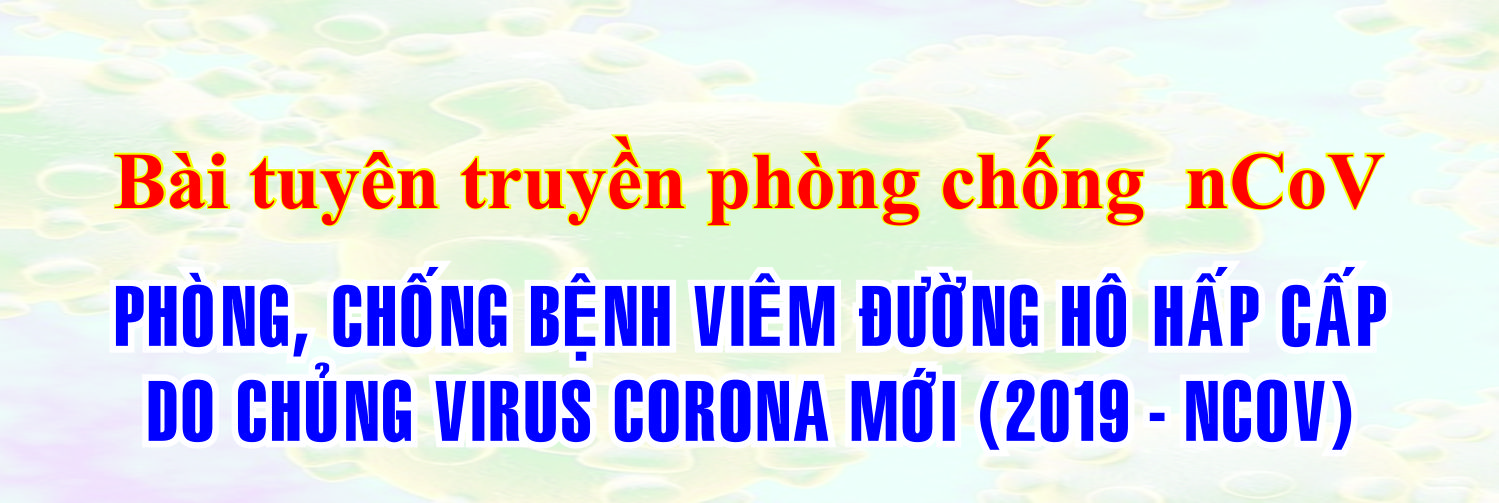 Bài tuyên truyền phòng chống nCoV
PHÒNG, CHỐNG BỆNH VIÊM ĐƯỜNG HÔ HẤP CẤP
DO CHỦNG VIRUS CORONA MỚI (2019 - NCOV)